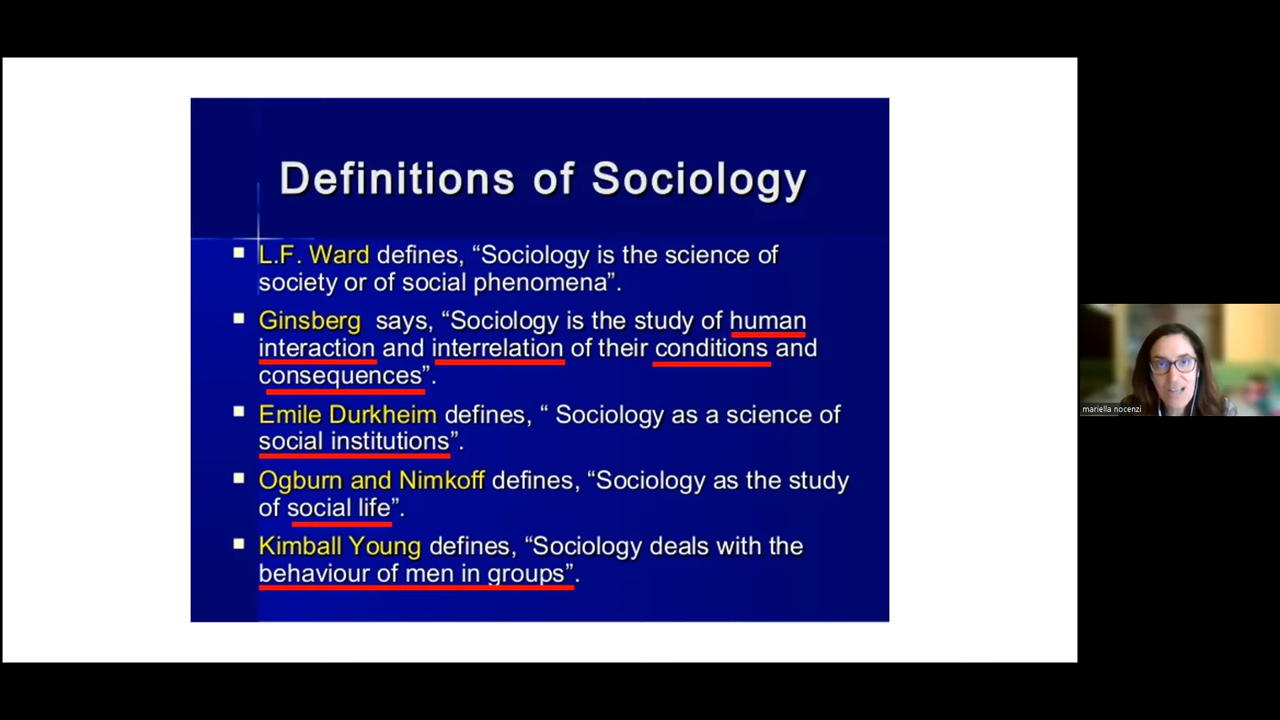 Definitions of Sociology
L.F. Ward defines, “Sociology is the science of
society or of social phenomena”.
Ginsberg says, “Sociology is the study of human
interaction and interrelation of their conditions and
consequences”.
Emile Durkheim defines, “ Sociology as a science of
social institutions”.
Ogburn and Nimkoff defines, “Sociology as the study
of social life”.
Kimball Young defines, “Sociology deals with the
behaviour of men in groups”.
mariella nocenzi